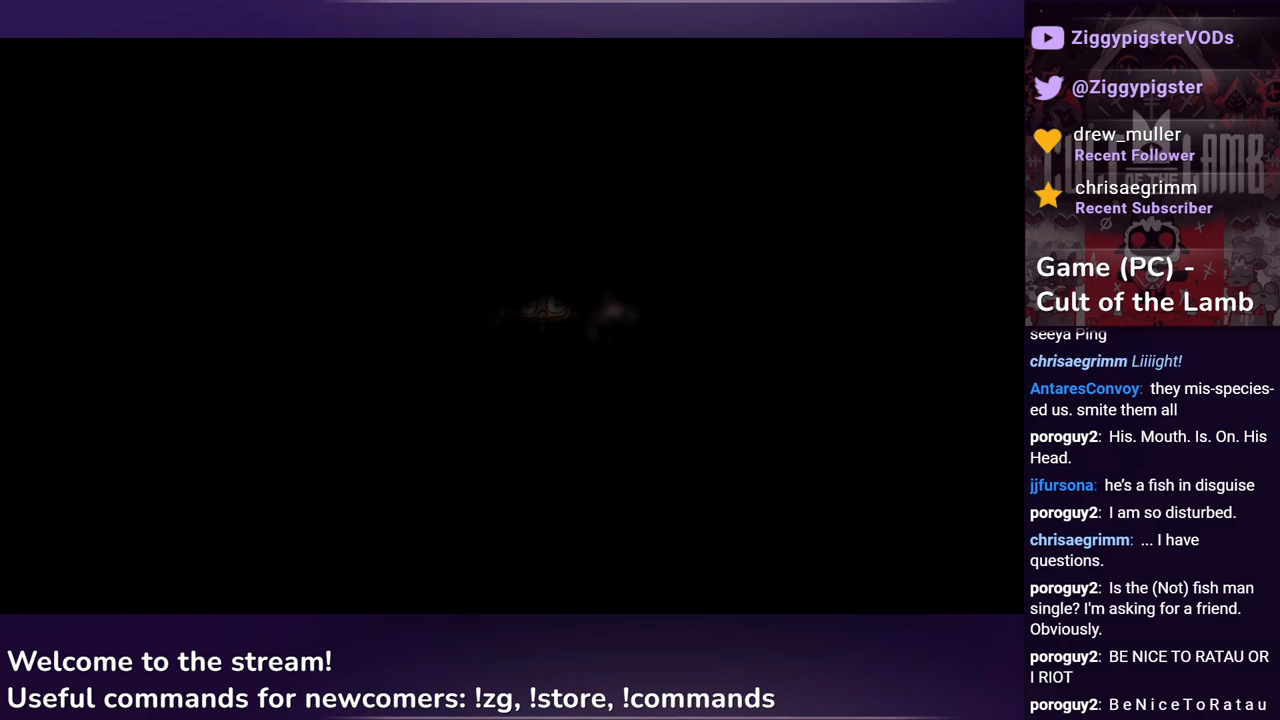 ZiggypigsterVODs
@Ziggypigster
drew_muller
Recent Follower
chrisaegrimm
Recent Subscriber
CULT
OF THE
LAMB
Game (PC) -
Cult of the Lamb
seeya Ping
chrisaegrimm Liiiight!
AntaresConvoy: they mis-species-
ed us. smite them all
poroguy2: His. Mouth. Is. On. His
Head.
jjfursona: he's a fish in disguise
poroguy2: I am so disturbed.
chrisaegrimm: ... I have
questions.
poroguy2: Is the (Not) fish man
single? I'm asking for a friend.
Obviously.
poroguy2: BE NICE TO RATAU OR
I RIOT
poroguy2: B e N i c e T o R a t a u
Welcome to the stream!
Useful commands for newcomers: !zg, !store, !commands